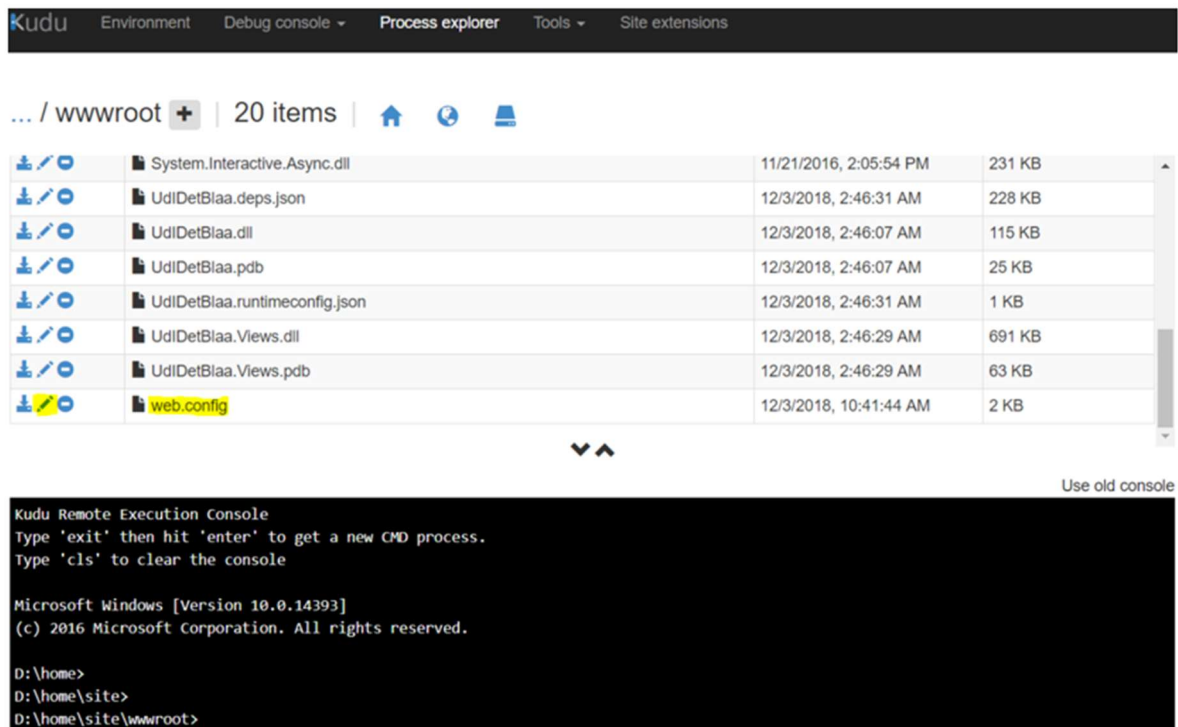 Kudu Environment Debug console Process explorer Tools Site extensions
... / wwwroot + 20 items
System.Interactive.Async.dll 11/21/2016, 2:05:54 PM 231 KB
UdIDetBlaa.deps.json 12/3/2018, 2:46:31 AM 228 KB
UdIDetBlaa.dll 12/3/2018, 2:46:07 AM 115 KB
UdIDetBlaa.pdb 12/3/2018, 2:46:07 AM 25 KB
UdIDetBlaa.runtimeconfig.json 12/3/2018, 2:46:31 AM 1 KB
UdIDetBlaa.Views.dll 12/3/2018, 2:46:29 AM 691 KB
UdIDetBlaa.Views.pdb 12/3/2018, 2:46:29 AM 63 KB
web.config 12/3/2018, 10:41:44 AM 2 KB
Use old console
Kudu Remote Execution Console
Type 'exit' then hit 'enter' to get a new CMD process.
Type 'cls' to clear the console
Microsoft Windows [Version 10.0.14393]
(c) 2016 Microsoft Corporation. All rights reserved.
D:\home>
D:\home\site>
D:\home\site\wwwroot>